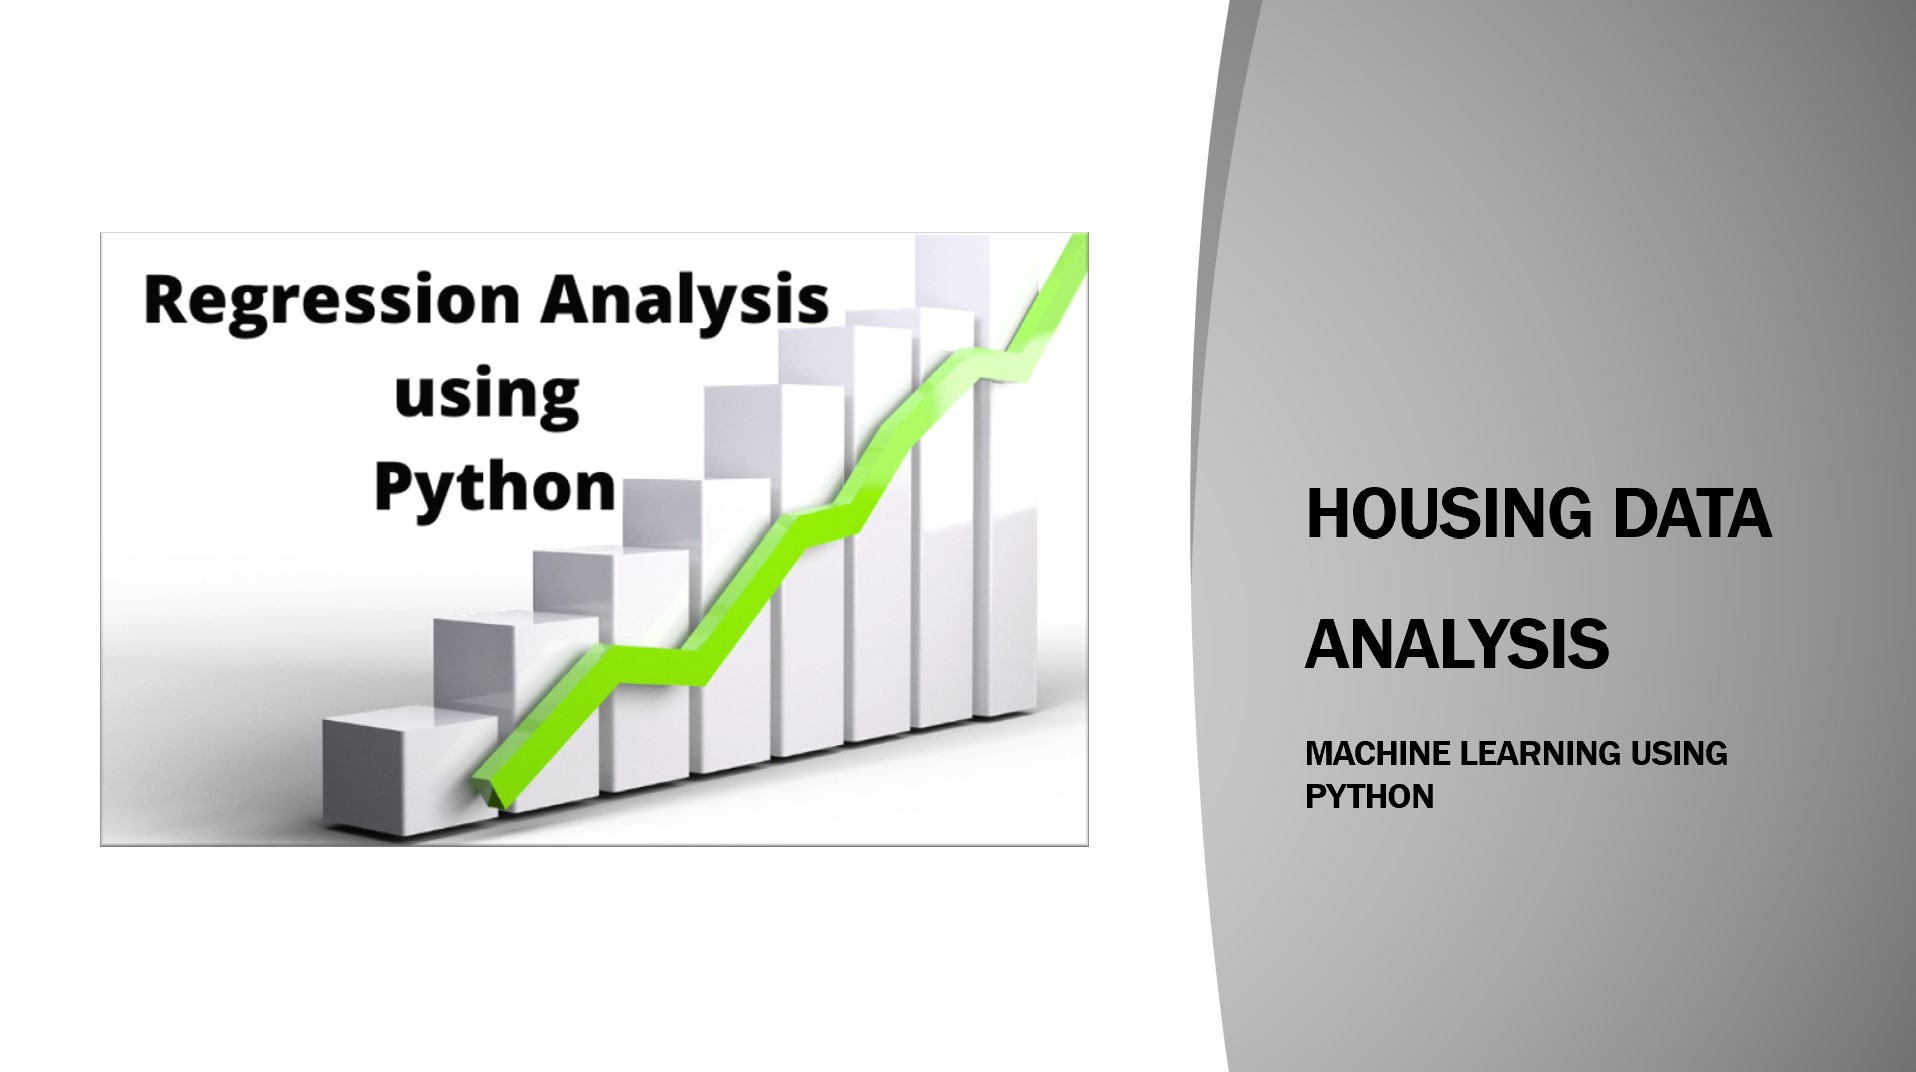 Regression Analysis
using
Python
HOUSING DATA
ANALYSIS
MACHINE LEARNING USING
PYTHON